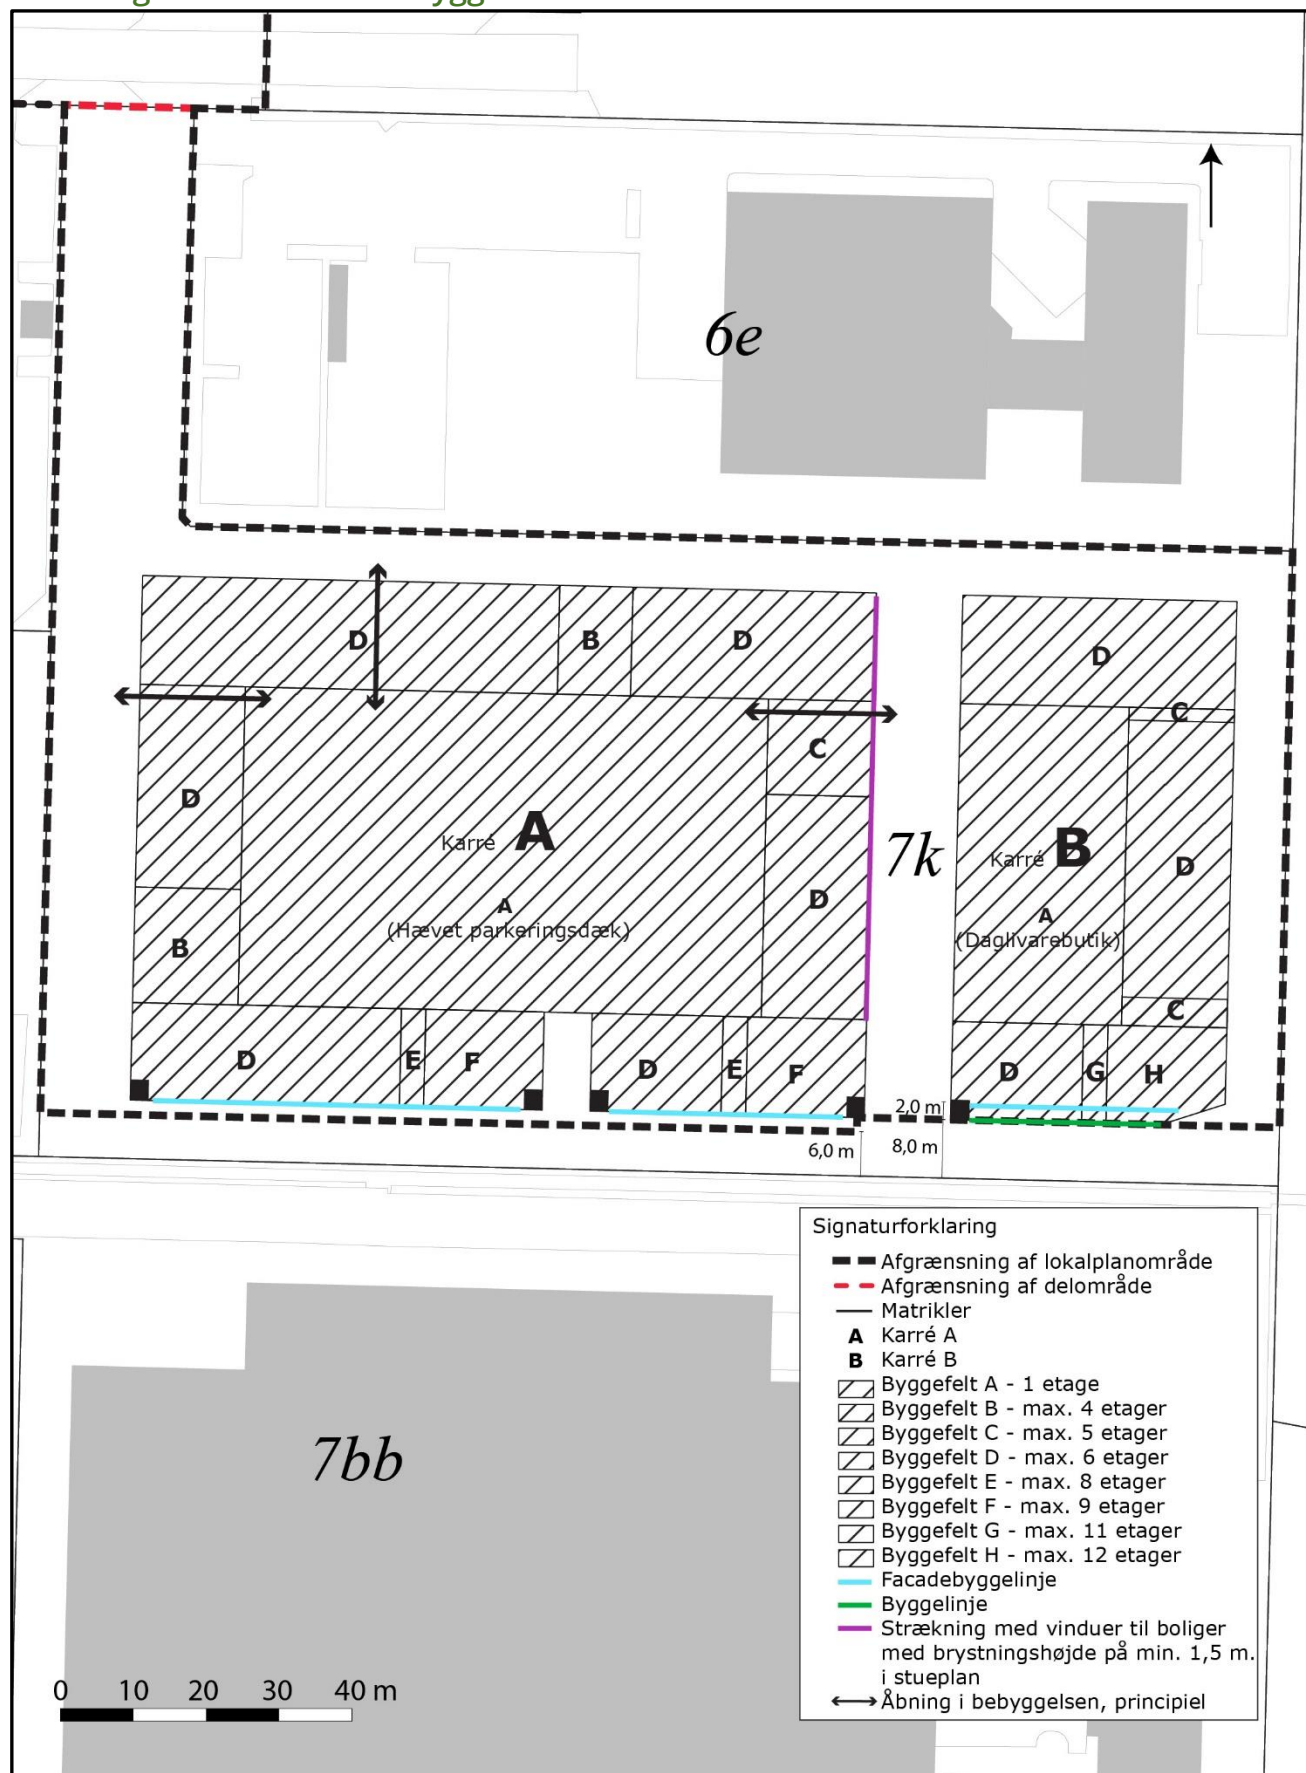 6e
D
B
D
D
C
C
D
Karré A
7k
Karré B
D
D
A
(Hævet parkeringsdæk)
A
(Daglivarebutik)
B
C
D
E
F
D
E
F
D
G
H
2,0 m
6,0 m
8,0 m
Signaturforklaring
Afgrænsning af lokalplanområde
Afgrænsning af delområde
Matrikler
A Karré A
B Karré B
Byggefelt A - 1 etage
Byggefelt B - max. 4 etager
Byggefelt C - max. 5 etager
Byggefelt D - max. 6 etager
Byggefelt E - max. 8 etager
Byggefelt F - max. 9 etager
Byggefelt G - max. 11 etager
Byggefelt H - max. 12 etager
Facadebyggelinje
Byggelinje
Strækning med vinduer til boliger
med brystningshøjde på min. 1,5 m.
i stueplan
Åbning i bebyggelsen, principiel
7bb
0 10 20 30 40 m